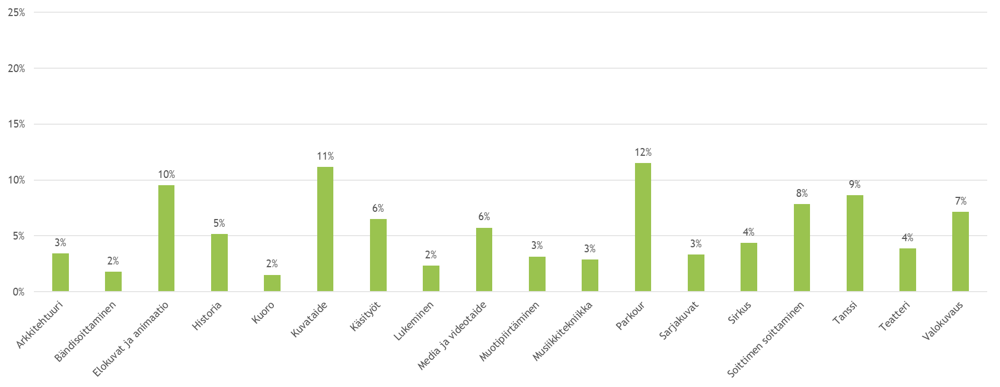 25%
20%
15%
10%
5%
0%
3%
2%
10%
5%
2%
11%
6%
2%
6%
3%
3%
12%
3%
4%
8%
9%
4%
7%
Arkkitehtuuri
Bändisoittaminen
Elokuvat ja animaatio
Historia
Kuoro
Kuvataide
Käsityöt
Lukeminen
Media ja videotaide
Muotipiirtäminen
Musiikkitekniikka
Parkour
Sarjakuvat
Sirkus
Soittimen soittaminen
Tanssi
Teatteri
Valokuvaus